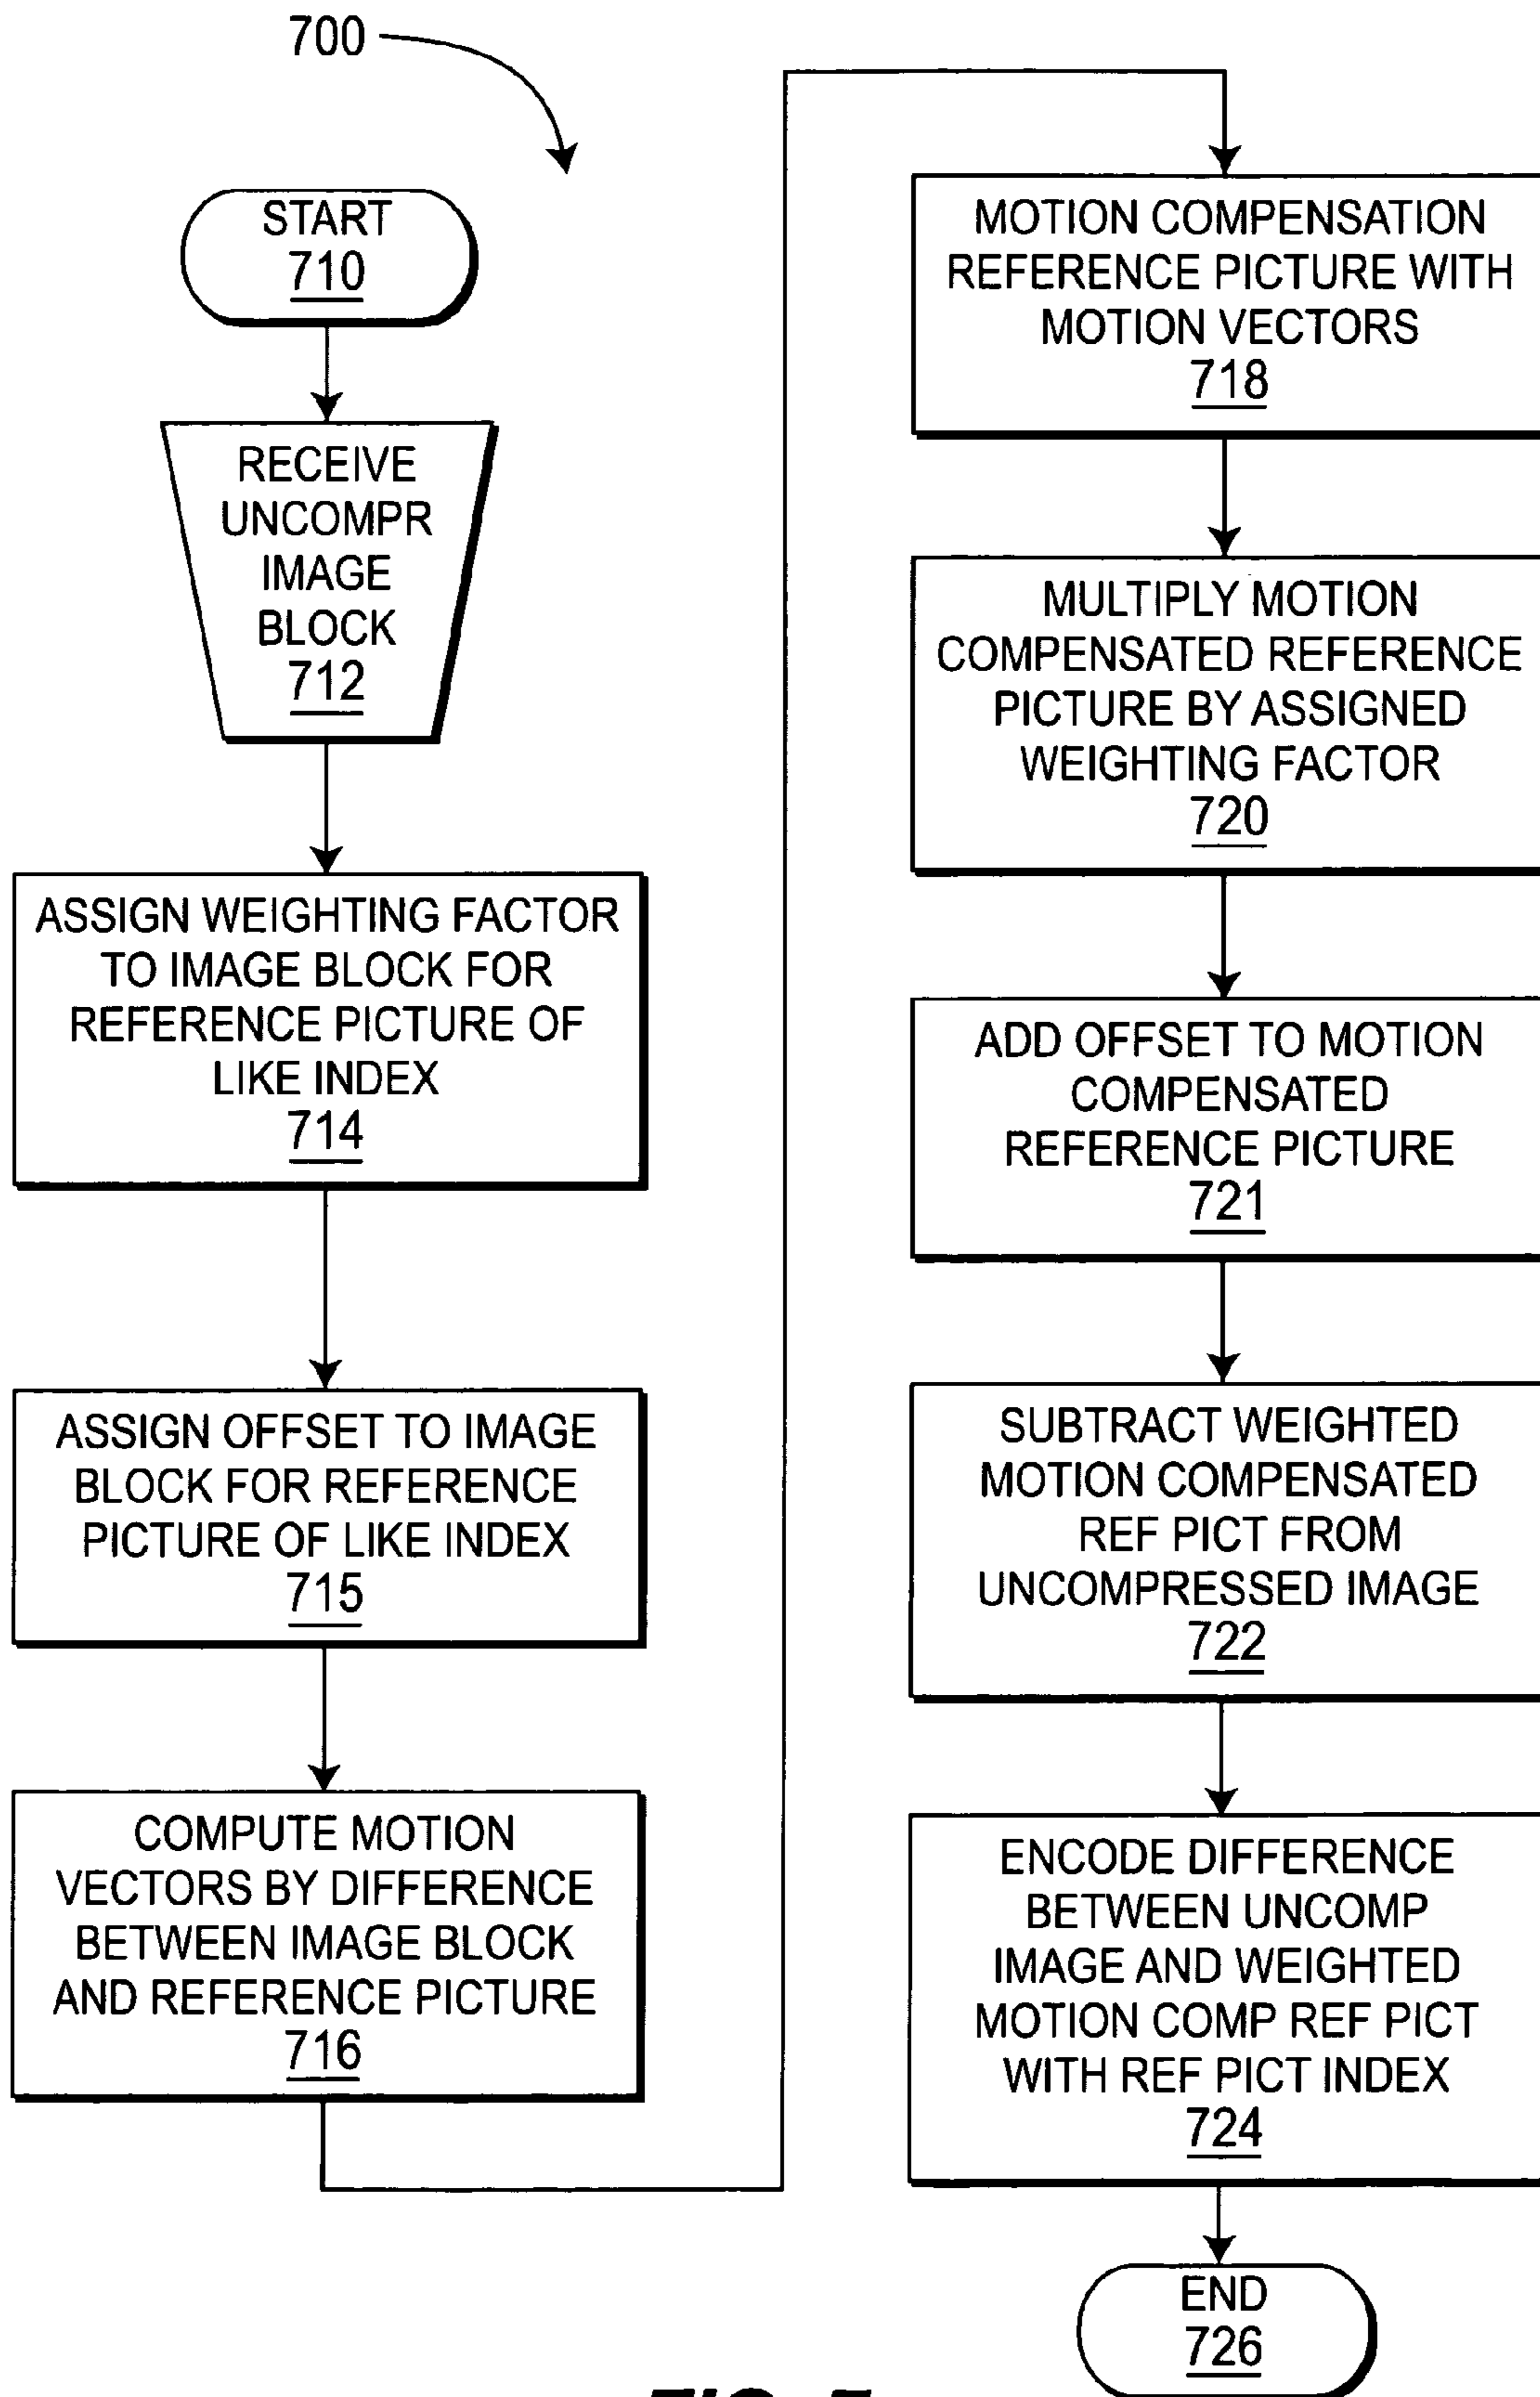 700
START
710
RECEIVE
UNCOMPR
IMAGE
BLOCK
712
ASSIGN WEIGHTING FACTOR
TO IMAGE BLOCK FOR
REFERENCE PICTURE OF
LIKE INDEX
714
ASSIGN OFFSET TO IMAGE
BLOCK FOR REFERENCE
PICTURE OF LIKE INDEX
715
COMPUTE MOTION
VECTORS BY DIFFERENCE
BETWEEN IMAGE BLOCK
AND REFERENCE PICTURE
716
MOTION COMPENSATION
REFERENCE PICTURE WITH
MOTION VECTORS
718
MULTIPLY MOTION
COMPENSATED REFERENCE
PICTURE BY ASSIGNED
WEIGHTING FACTOR
720
ADD OFFSET TO MOTION
COMPENSATED
REFERENCE PICTURE
721
SUBTRACT WEIGHTED
MOTION COMPENSATED
REF PICT FROM
UNCOMPRESSED IMAGE
722
ENCODE DIFFERENCE
BETWEEN UNCOMP
IMAGE AND WEIGHTED
MOTION COMP REF PICT
WITH REF PICT INDEX
724
END
726